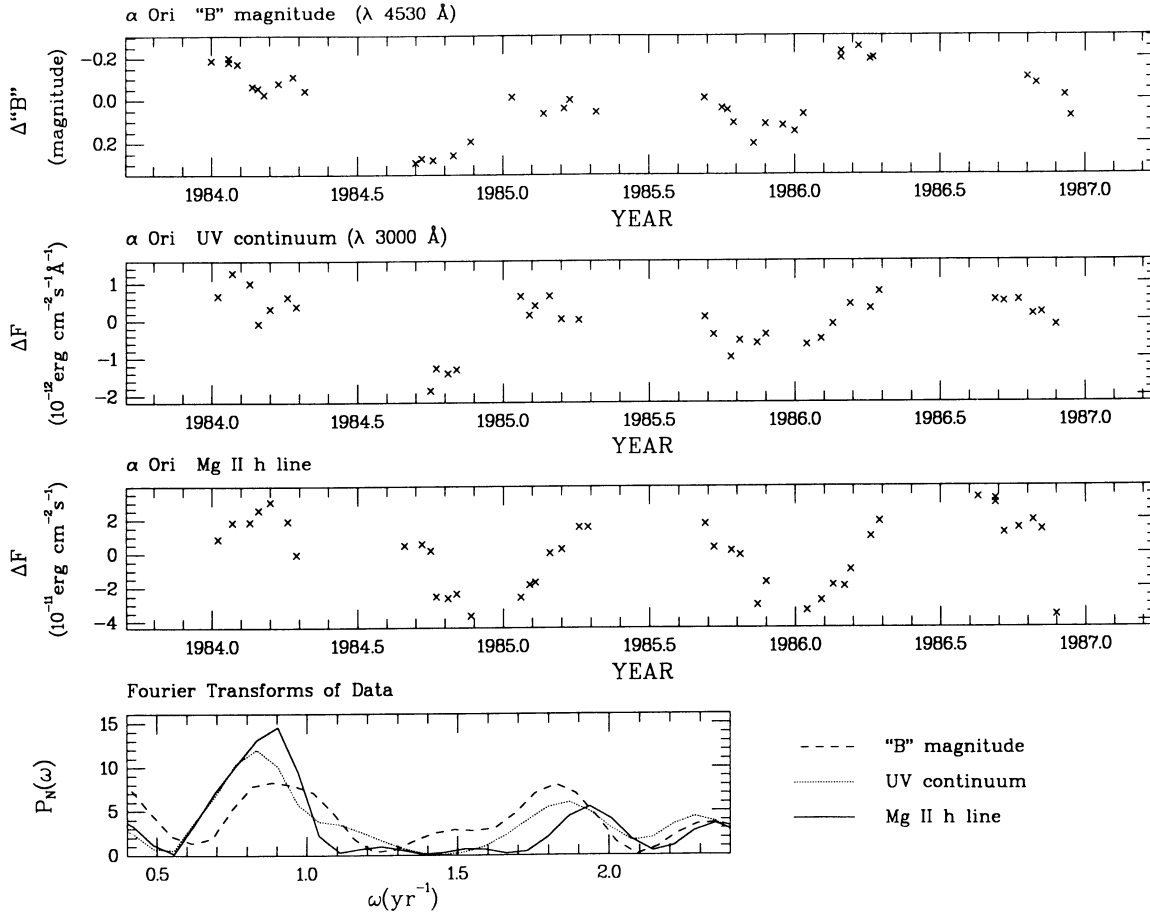 α Ori “B” magnitude (λ 4530 Å)
Δ“B”
(magnitude)
-0.2
0.0
0.2
1984.0 1984.5 1985.0 1985.5 1986.0 1986.5 1987.0
YEAR
α Ori UV continuum (λ 3000 Å)
ΔF
(10⁻¹²erg cm⁻²s⁻¹Å⁻¹)
1
0
−1
−2
1984.0 1984.5 1985.0 1985.5 1986.0 1986.5 1987.0
YEAR
α Ori Mg II h line
ΔF
(10⁻¹¹erg cm⁻²s⁻¹)
2
0
−2
−4
1984.0 1984.5 1985.0 1985.5 1986.0 1986.5 1987.0
YEAR
Fourier Transforms of Data
P_N(ω)
15
10
5
0
0.5 1.0 1.5 2.0
ω(yr⁻¹)
“B” magnitude
UV continuum
Mg II h line